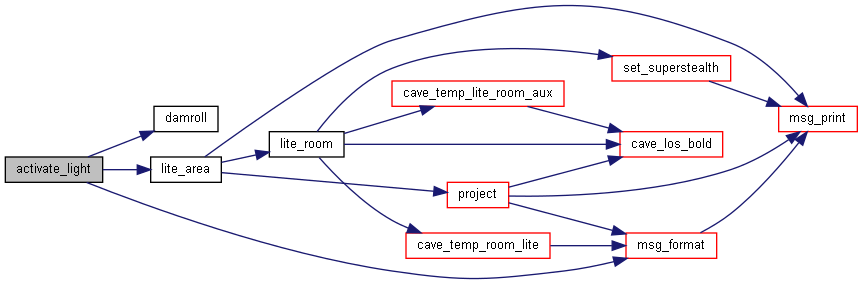 activate_light
damroll
lite_area
lite_room
cave_temp_lite_room_aux
project
cave_temp_room_lite
set_superstealth
cave_los_bold
msg_format
msg_print